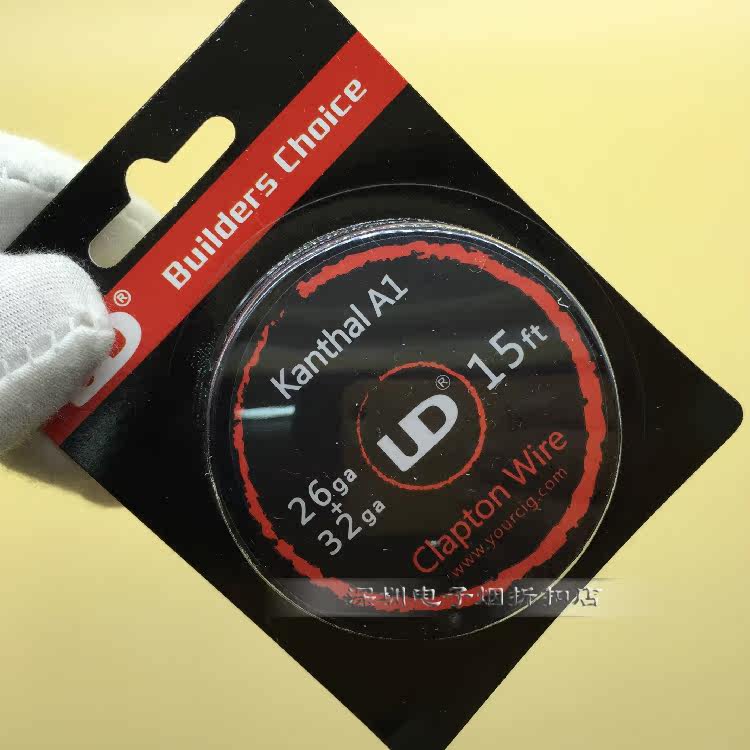 Builders Choice
UD®
Kanthal A1
15ft
UD®
26ga
+
32ga
Clapton Wire
www.yourcig.com
深圳电子烟折扣店